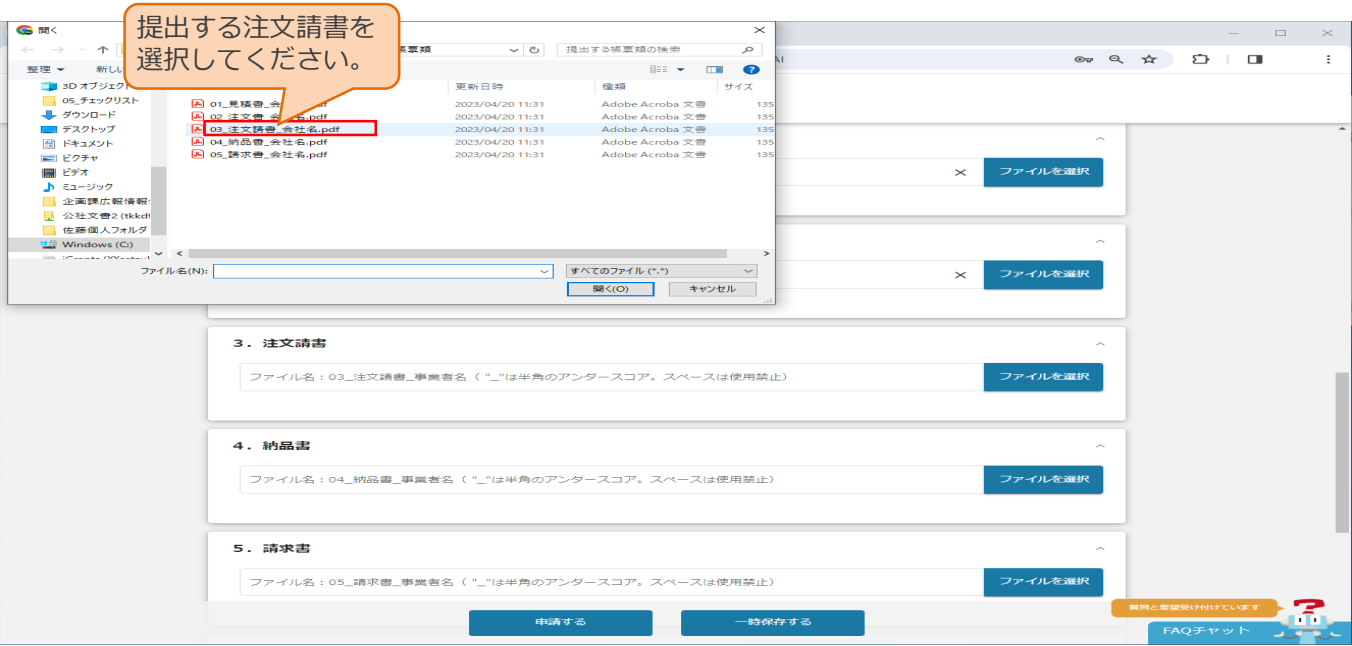 開く
提出する注文請書を
選択してください。
票類
提出する帳票類の検索
整理
新しい
更新日時
種類
サイズ
3D オブジェクト
05_チェックリスト
ダウンロード
デスクトップ
ドキュメント
ピクチャ
ビデオ
ミュージック
企画課広報情報
公社文書2 (tkkd
佐藤個人フォルダ
Windows (C:)
01_見積書_会社名.pdf 2023/04/20 11:31 Adobe Acroba 文書 135
02_注文書_会社名.pdf 2023/04/20 11:31 Adobe Acroba 文書 135
03_注文請書_会社名.pdf 2023/04/20 11:31 Adobe Acroba 文書 135
04_納品書_会社名.pdf 2023/04/20 11:31 Adobe Acroba 文書 135
05_請求書_会社名.pdf 2023/04/20 11:31 Adobe Acroba 文書 135
ファイル名(N):
すべてのファイル (*.*)
開く(O)
キャンセル
ファイルを選択
ファイルを選択
3. 注文請書
ファイル名：03_注文請書_事業者名（ "_"は半角のアンダースコア。スペースは使用禁止）
ファイルを選択
4. 納品書
ファイル名：04_納品書_事業者名（ "_"は半角のアンダースコア。スペースは使用禁止）
ファイルを選択
5. 請求書
ファイル名：05_請求書_事業者名（ "_"は半角のアンダースコア。スペースは使用禁止）
ファイルを選択
申請する
一時保存する
質問と要望受け付けています
FAQチャット